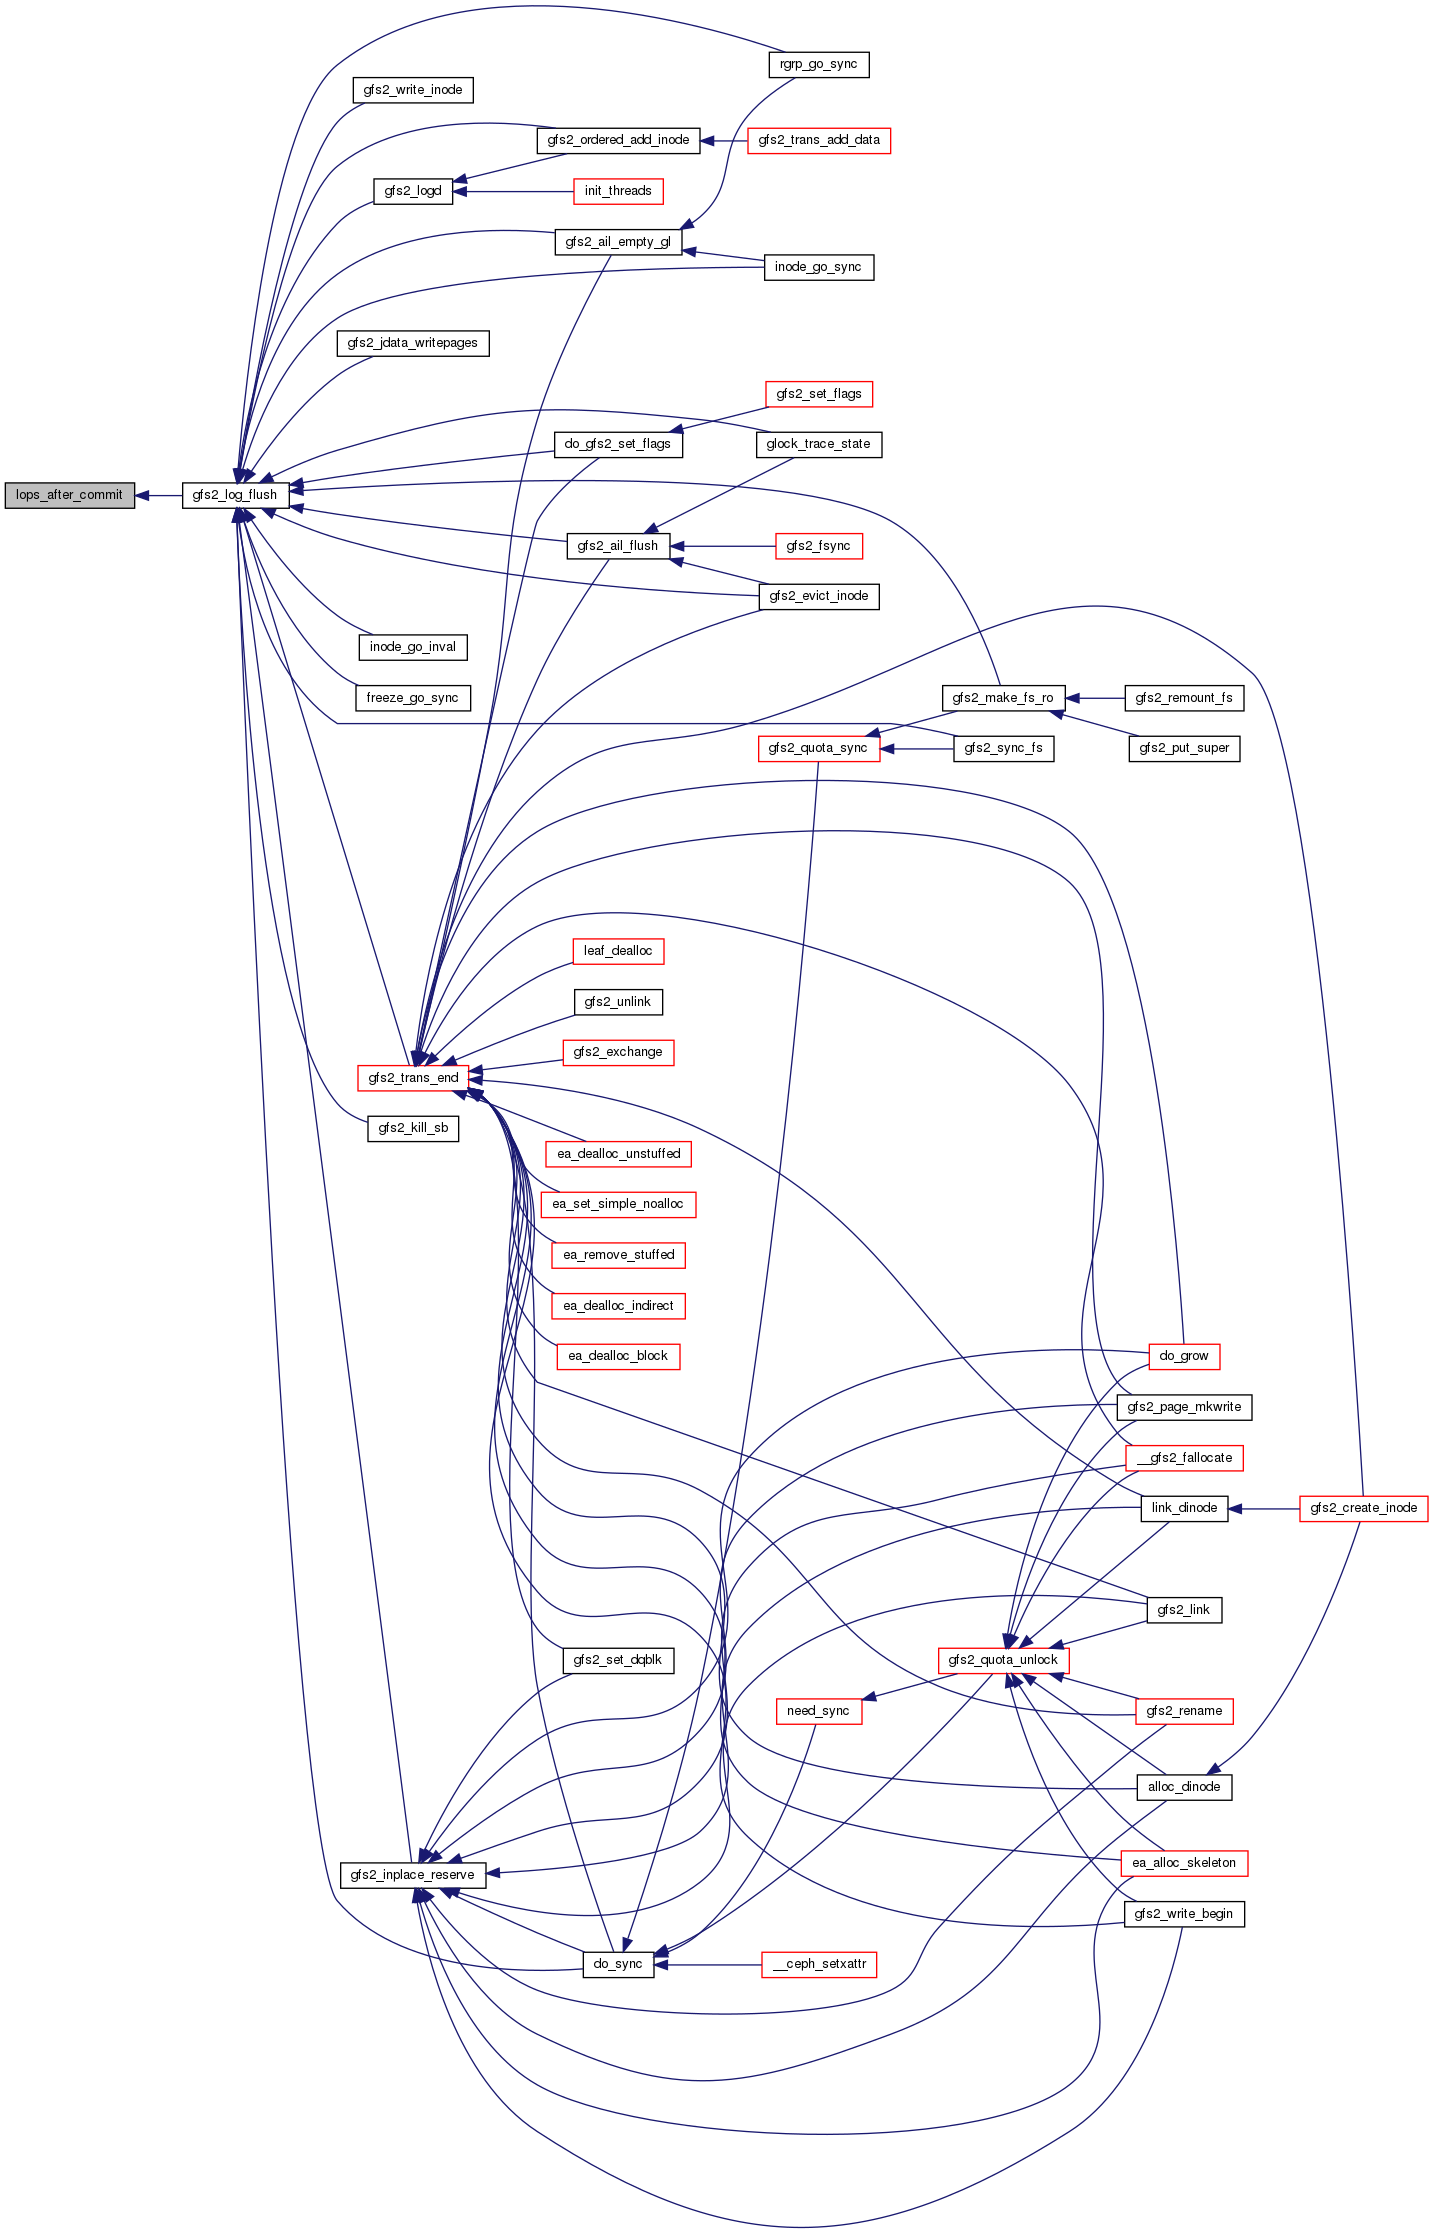 rgrp_go_sync
gfs2_write_inode
gfs2_ordered_add_inode
gfs2_trans_add_data
gfs2_logd
init_threads
gfs2_ail_empty_gl
inode_go_sync
gfs2_jdata_writepages
gfs2_set_flags
do_gfs2_set_flags
glock_trace_state
lops_after_commit
gfs2_log_flush
gfs2_ail_flush
gfs2_fsync
gfs2_evict_inode
inode_go_inval
freeze_go_sync
gfs2_make_fs_ro
gfs2_remount_fs
gfs2_quota_sync
gfs2_sync_fs
gfs2_put_super
leaf_dealloc
gfs2_unlink
gfs2_exchange
gfs2_trans_end
gfs2_kill_sb
ea_dealloc_unstuffed
ea_set_simple_noalloc
ea_remove_stuffed
ea_dealloc_indirect
ea_dealloc_block
do_grow
gfs2_page_mkwrite
__gfs2_fallocate
link_dinode
gfs2_create_inode
gfs2_link
gfs2_set_dqblk
gfs2_quota_unlock
need_sync
gfs2_rename
alloc_dinode
gfs2_inplace_reserve
ea_alloc_skeleton
gfs2_write_begin
do_sync
__ceph_setxattr